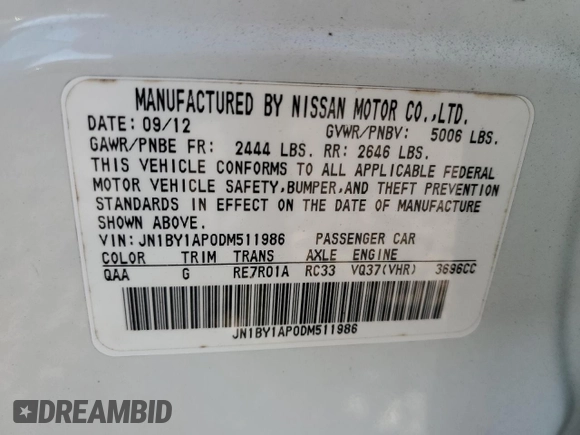 MANUFACTURED BY NISSAN MOTOR CO.,LTD.
DATE: 09/12 GVWR/PNBV: 5006 LBS.
GAWR/PNBE FR: 2444 LBS. RR: 2646 LBS.
THIS VEHICLE CONFORMS TO ALL APPLICABLE FEDERAL
MOTOR VEHICLE SAFETY,BUMPER,AND THEFT PREVENTION
STANDARDS IN EFFECT ON THE DATE OF MANUFACTURE
SHOWN ABOVE.
VIN: JN1BY1AP0DM511986 PASSENGER CAR
COLOR TRIM TRANS AXLE ENGINE
QAA G RE7R01A RC33 VQ37(VHR) 3696CC
JN1BY1AP0DM511986
DREAMBID